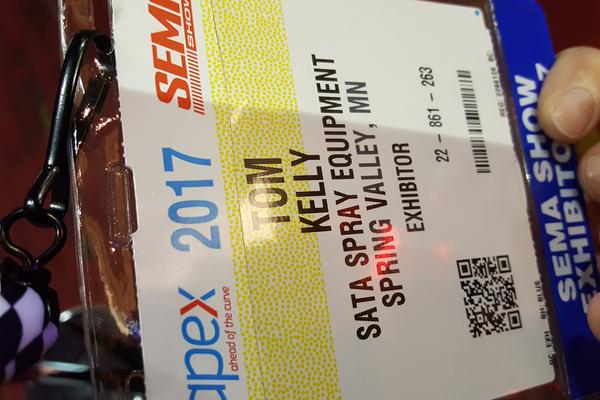 SEMA
SHOW
apex 2017
ahead of the curve
TOM
KELLY
SATA SPRAY EQUIPMENT
SPRING VALLEY, MN
EXHIBITOR
22 - 861 - 263
SEMA SHOW
EXHIBITO